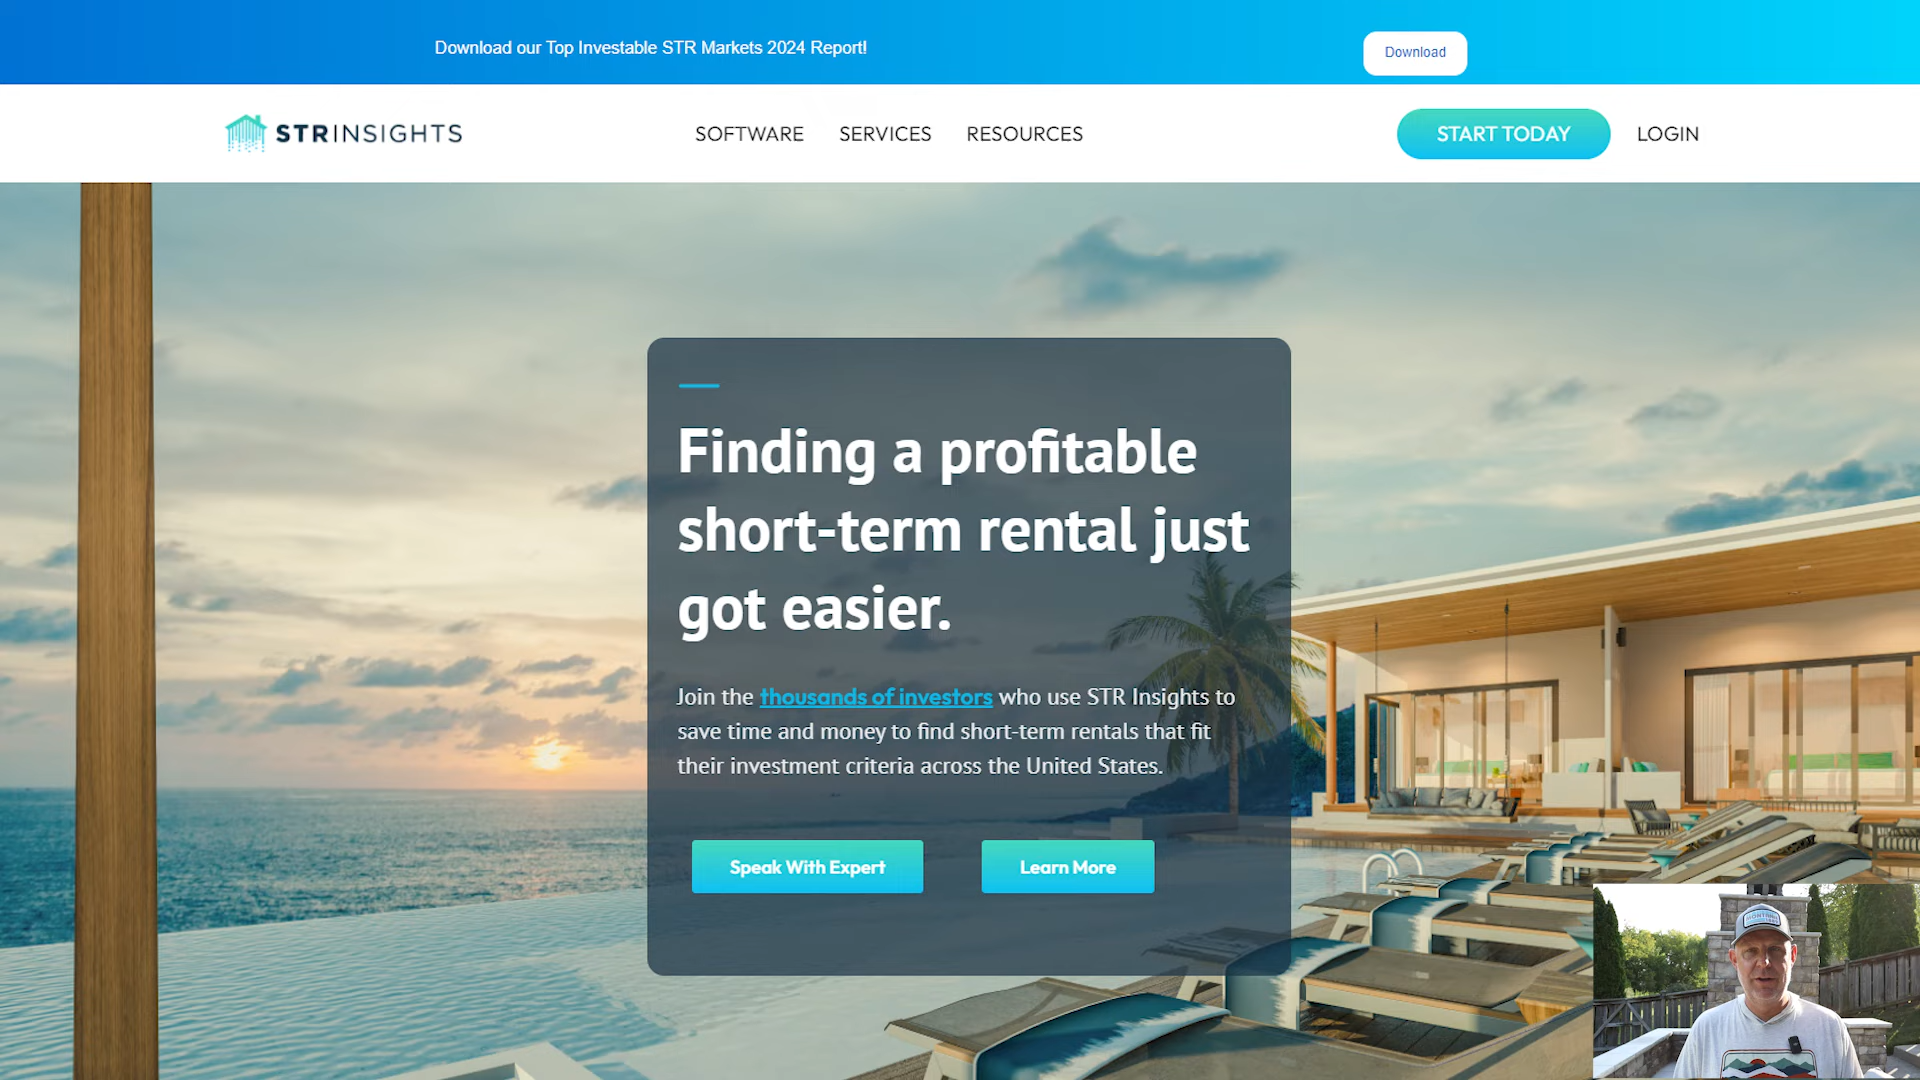 Download our Top Investable STR Markets 2024 Report!
Download
STRINSIGHTS
SOFTWARE
SERVICES
RESOURCES
START TODAY
LOGIN
Finding a profitable
short-term rental just
got easier.
Join the thousands of investors who use STR Insights to
save time and money to find short-term rentals that fit
their investment criteria across the United States.
Speak With Expert
Learn More
MONTANA